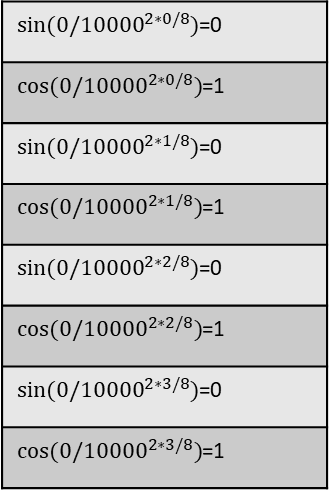 sin(0/10000^{2*0/8})=0
cos(0/10000^{2*0/8})=1
sin(0/10000^{2*1/8})=0
cos(0/10000^{2*1/8})=1
sin(0/10000^{2*2/8})=0
cos(0/10000^{2*2/8})=1
sin(0/10000^{2*3/8})=0
cos(0/10000^{2*3/8})=1